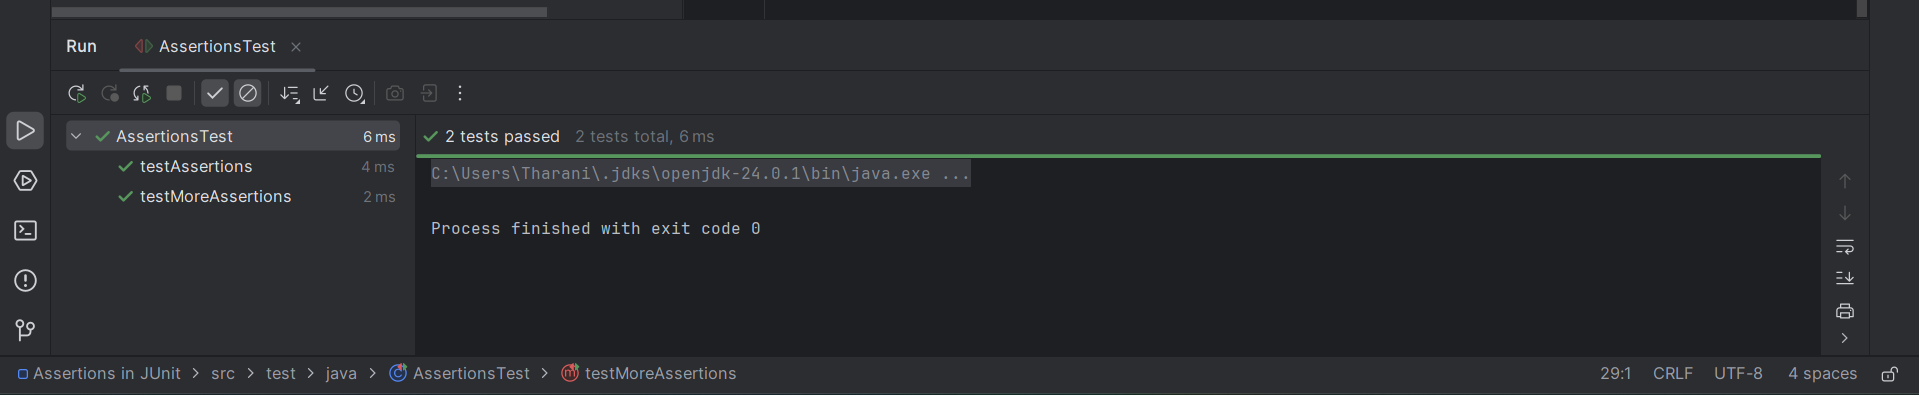 Run AssertionsTest
AssertionsTest 6 ms
testAssertions 4 ms
testMoreAssertions 2 ms
2 tests passed 2 tests total, 6 ms
C:\Users\Tharani\.jdks\openjdk-24.0.1\bin\java.exe ...
Process finished with exit code 0
Assertions in JUnit > src > test > java > AssertionsTest > testMoreAssertions 29:1 CRLF UTF-8 4 spaces